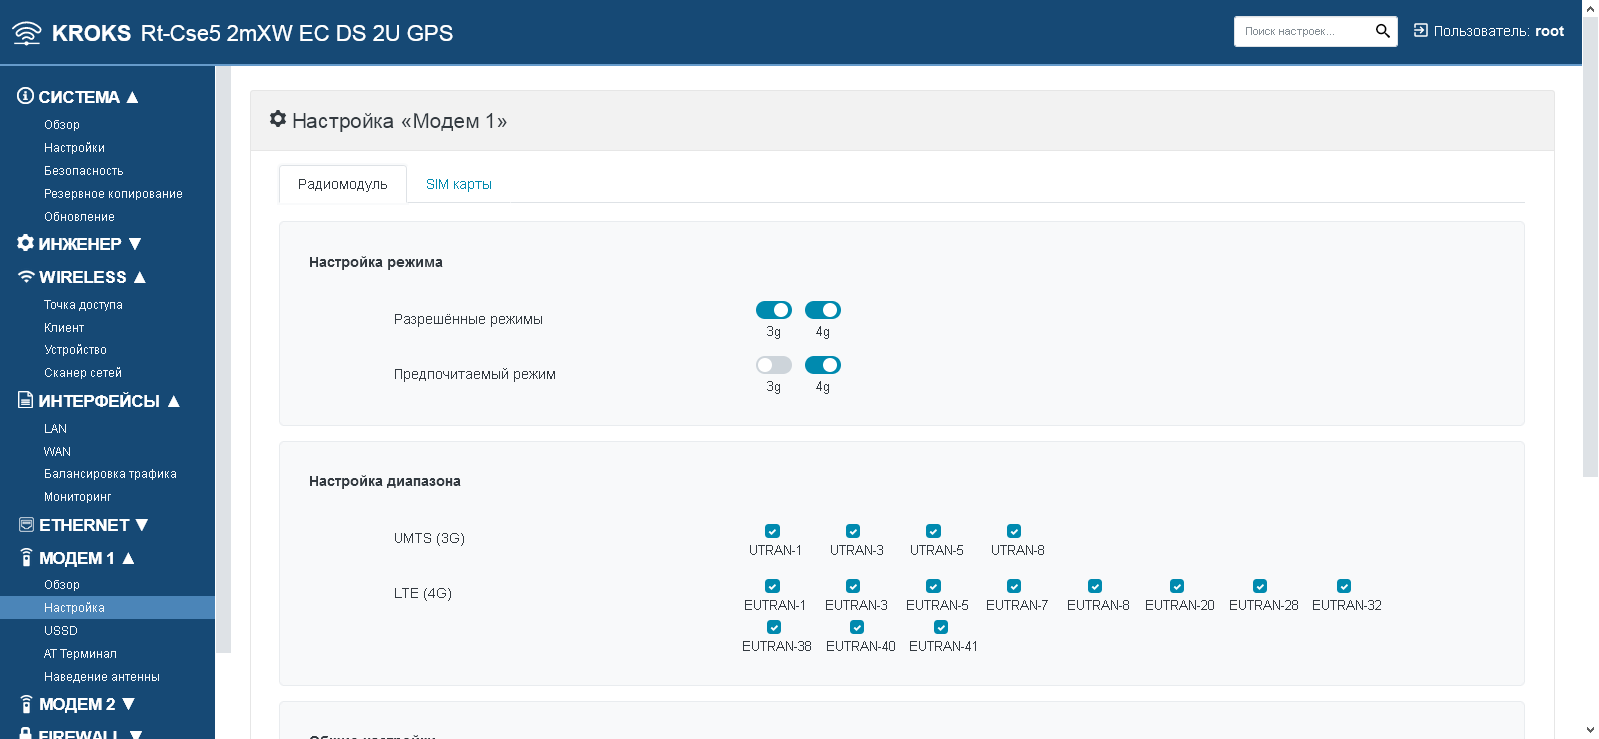 KROKS Rt-Cse5 2mXW EC DS 2U GPS
Поиск настроек...
Пользователь: root
СИСТЕМА ▲
Обзор
Настройки
Безопасность
Резервное копирование
Обновление
ИНЖЕНЕР ▼
WIRELESS ▲
Точка доступа
Клиент
Устройство
Сканер сетей
ИНТЕРФЕЙСЫ ▲
LAN
WAN
Балансировка трафика
Мониторинг
ETHERNET ▼
МОДЕМ 1 ▲
Обзор
Настройка
USSD
AT Терминал
Наведение антенны
МОДЕМ 2 ▼
FIREWALL ▼
Настройка «Модем 1»
Радиомодуль SIM карты
Настройка режима
Разрешённые режимы
3g 4g
Предпочитаемый режим
3g 4g
Настройка диапазона
UMTS (3G)
UTRAN-1 UTRAN-3 UTRAN-5 UTRAN-8
LTE (4G)
EUTRAN-1 EUTRAN-3 EUTRAN-5 EUTRAN-7 EUTRAN-8 EUTRAN-20 EUTRAN-28 EUTRAN-32
EUTRAN-38 EUTRAN-40 EUTRAN-41
Общие настройки